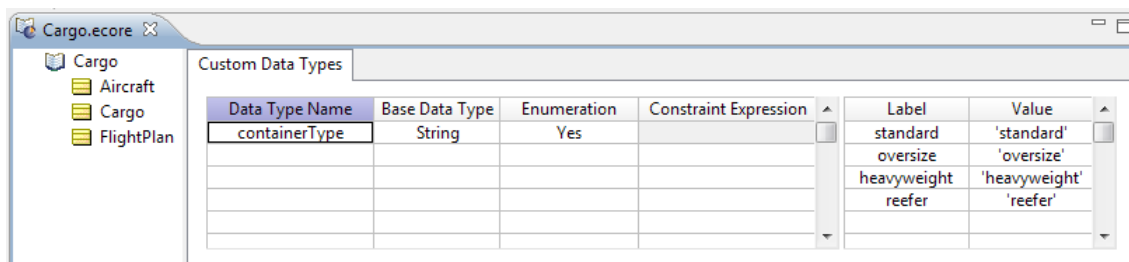 Cargo.ecore
Cargo
Aircraft
Cargo
FlightPlan
Custom Data Types
Data Type Name Base Data Type Enumeration Constraint Expression Label Value
containerType String Yes standard 'standard'
oversize 'oversize'
heavyweight 'heavyweight'
reefer 'reefer'